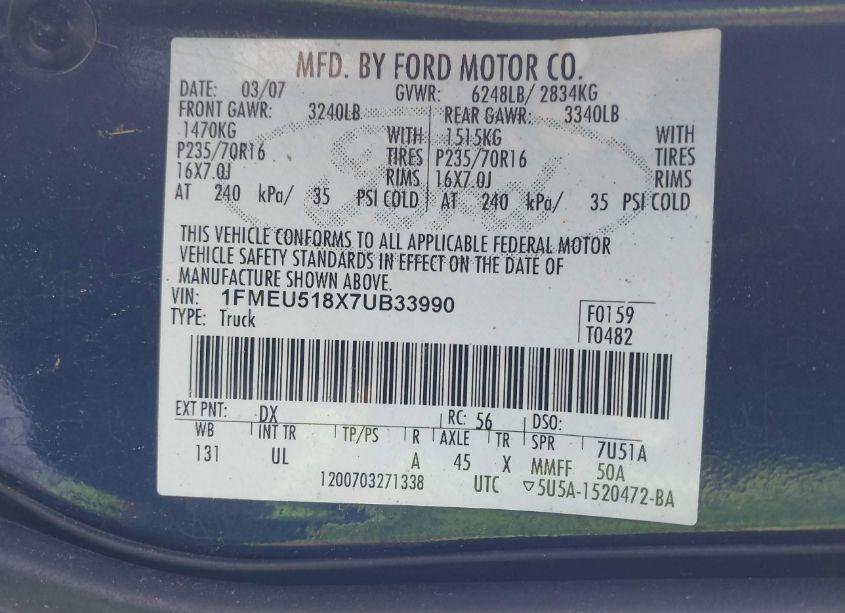 MFD. BY FORD MOTOR CO.
DATE: 03/07 GVWR: 6248LB/ 2834KG
FRONT GAWR: 3240LB REAR GAWR: 3340LB
1470KG WITH 1515KG WITH
P235/70R16 TIRES P235/70R16 TIRES
16X7.0J RIMS 16X7.0J RIMS
AT 240 kPa/ 35 PSI COLD AT 240 kPa/ 35 PSI COLD
THIS VEHICLE CONFORMS TO ALL APPLICABLE FEDERAL MOTOR
VEHICLE SAFETY STANDARDS IN EFFECT ON THE DATE OF
MANUFACTURE SHOWN ABOVE.
VIN: 1FMEU518X7UB33990 F0159
TYPE: Truck T0482
EXT PNT: DX RC: 56 DSO:
WB INT TR TP/PS R AXLE TR SPR 7U51A
131 UL A 45 X MMFF 50A
1200703271338 UTC ▽5U5A-1520472-BA